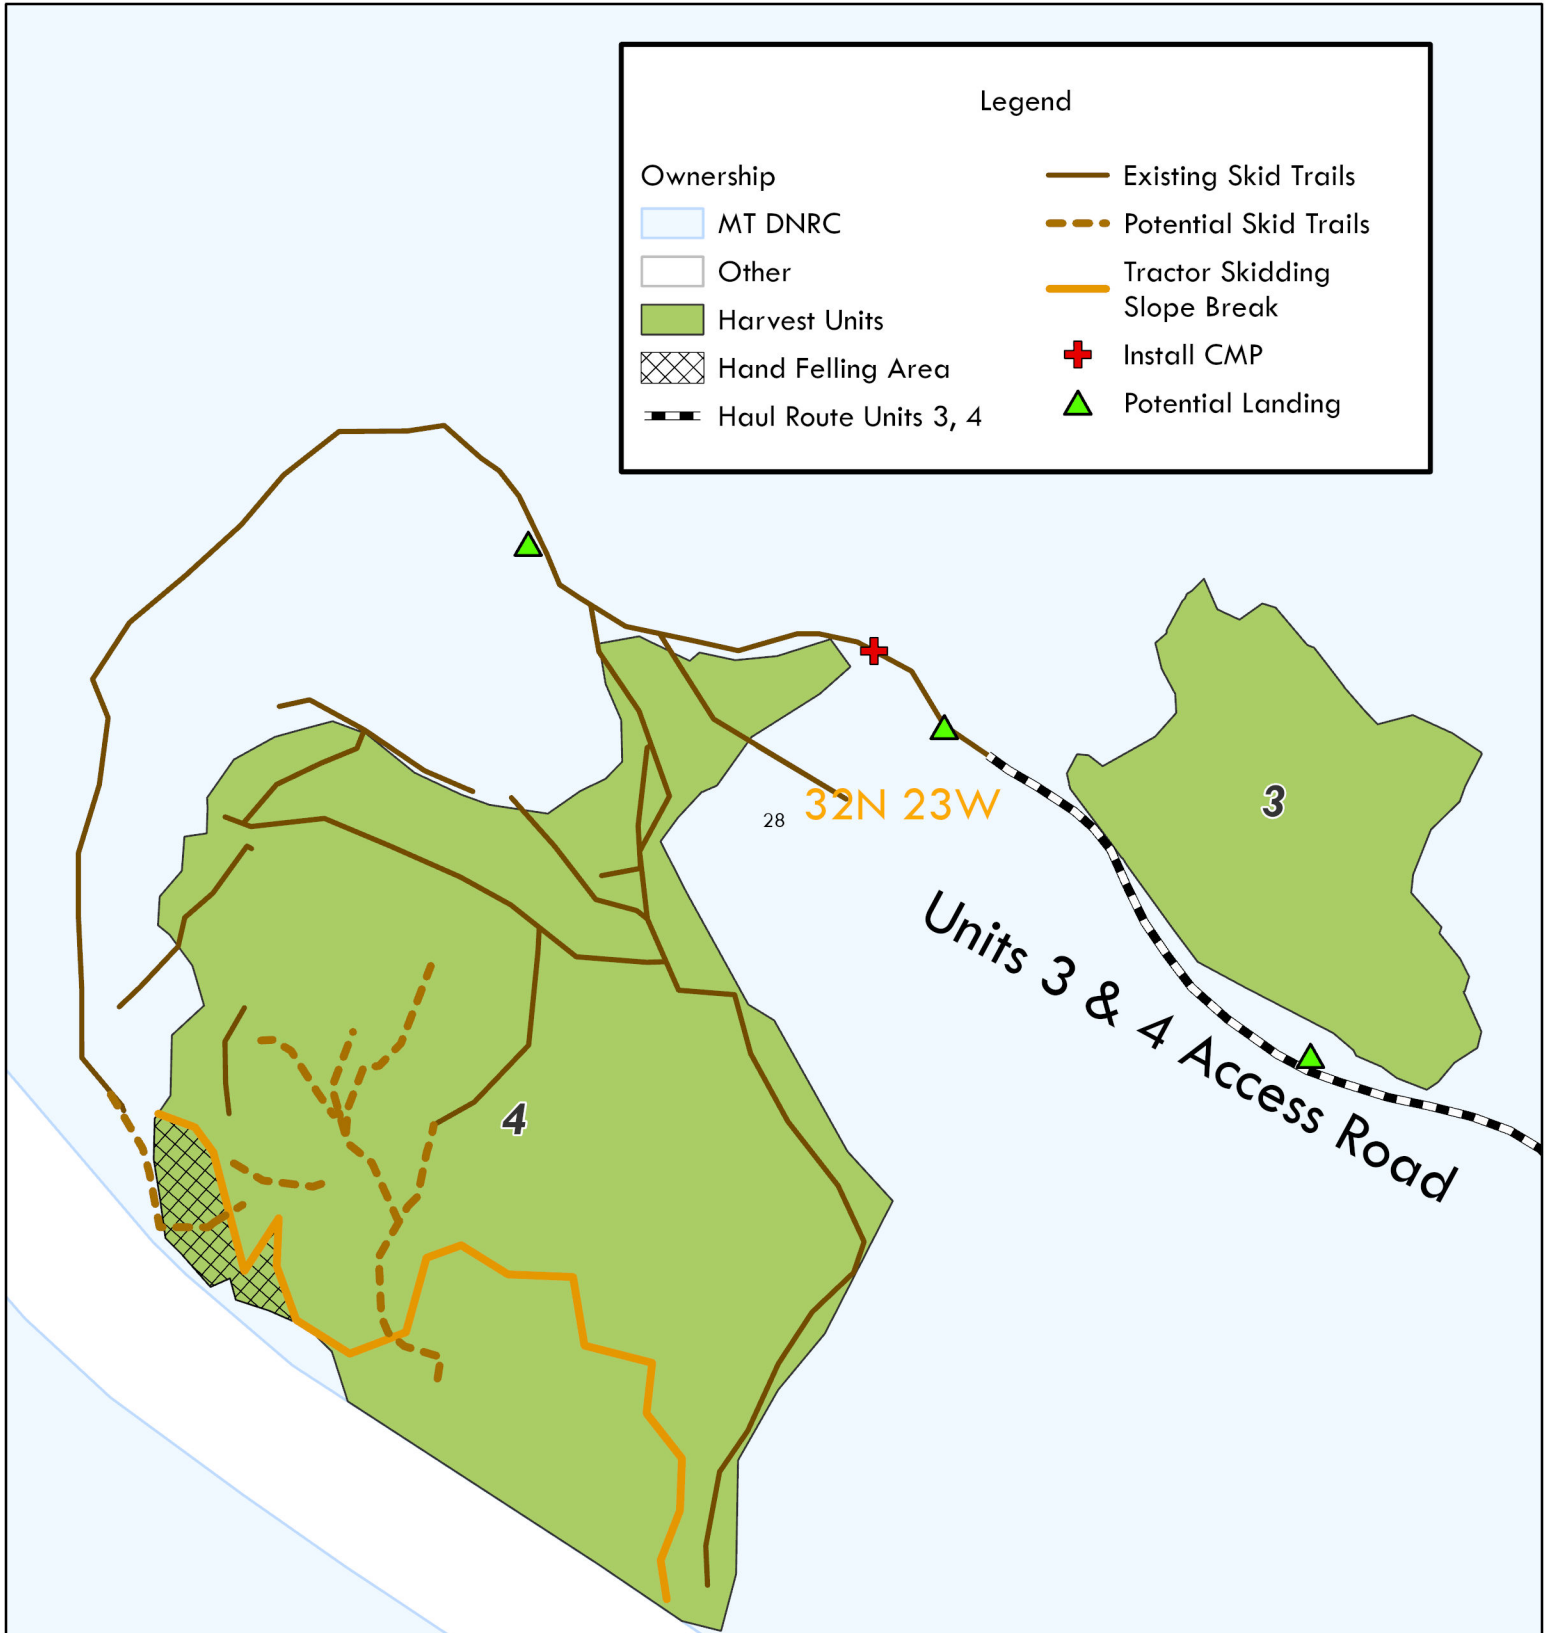 Legend
Ownership
MT DNRC
Other
Harvest Units
Hand Felling Area
Haul Route Units 3, 4
Existing Skid Trails
Potential Skid Trails
Tractor Skidding
Slope Break
Install CMP
Potential Landing
3
28
32N 23W
Units 3 & 4 Access Road
4